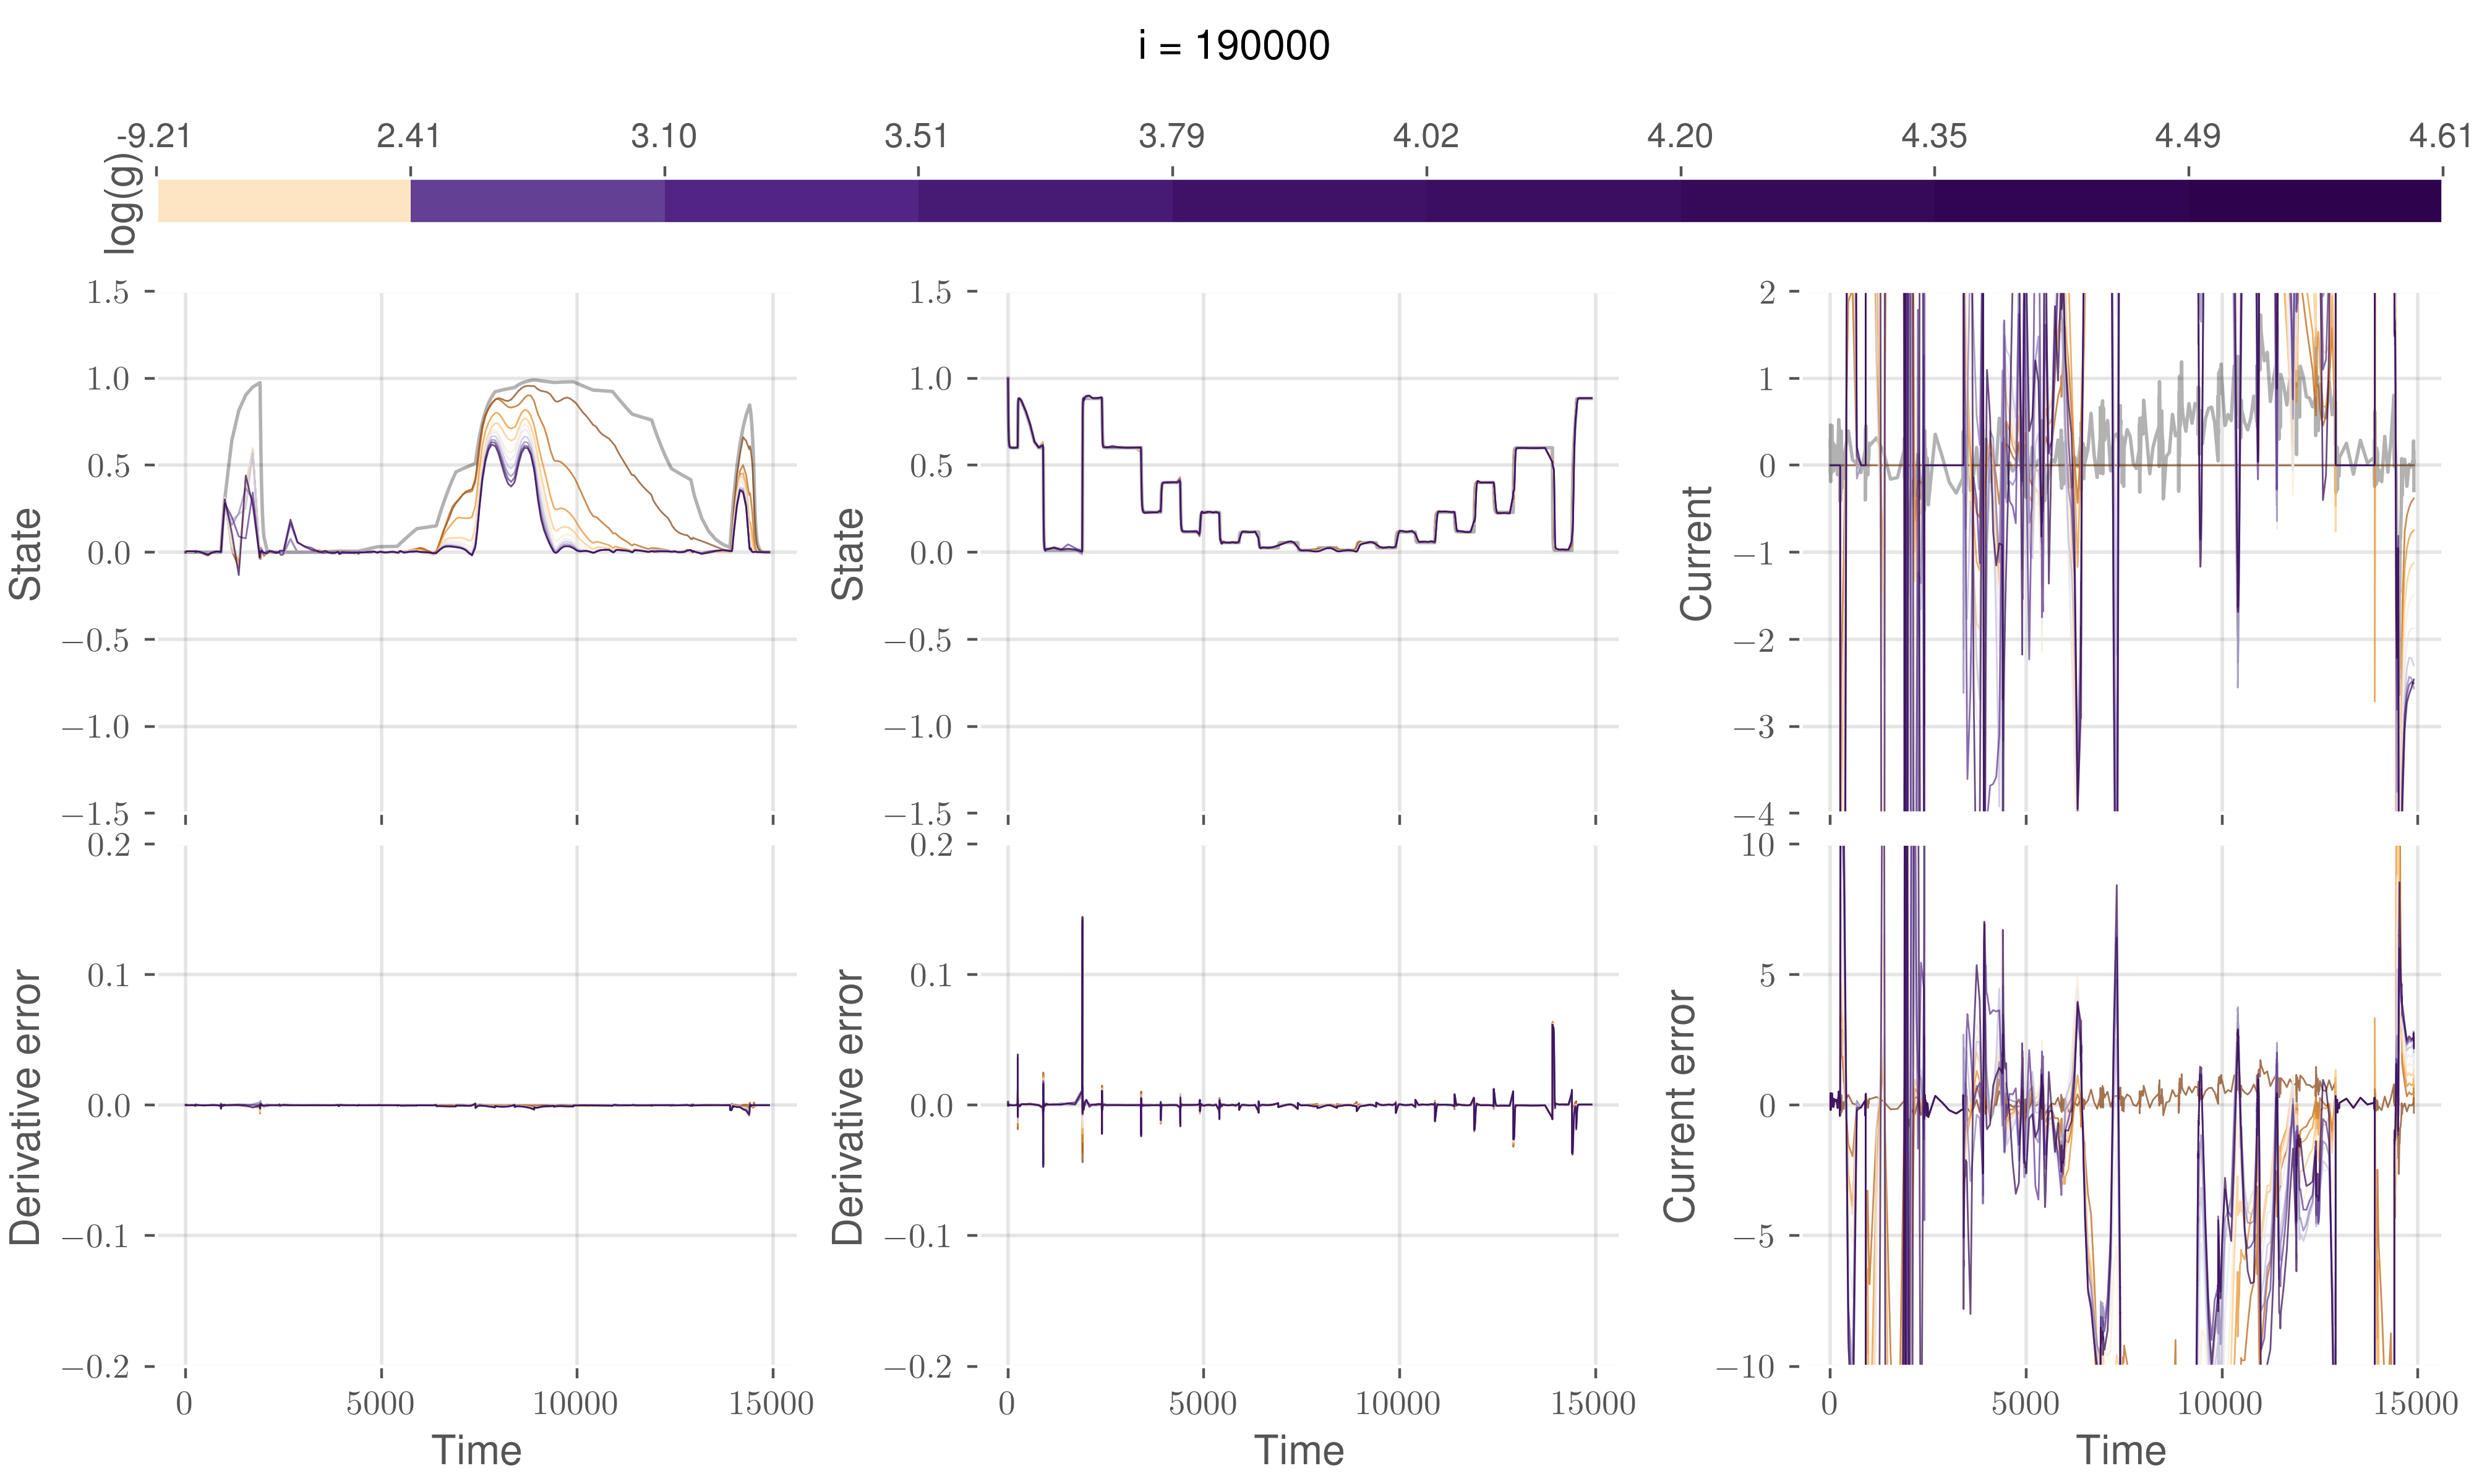 i = 190000
-9.21 2.41 3.10 3.51 3.79 4.02 4.20 4.35 4.49 4.61
log(g)
1.5 1.0 0.5 0.0 −0.5 −1.0 −1.5
State
1.5 1.0 0.5 0.0 −0.5 −1.0 −1.5
State
2 1 0 −1 −2 −3 −4
Current
0.2 0.1 0.0 −0.1 −0.2
Derivative error
0 5000 10000 15000
Time
0.2 0.1 0.0 −0.1 −0.2
Derivative error
0 5000 10000 15000
Time
10 5 0 −5 −10
Current error
0 5000 10000 15000
Time